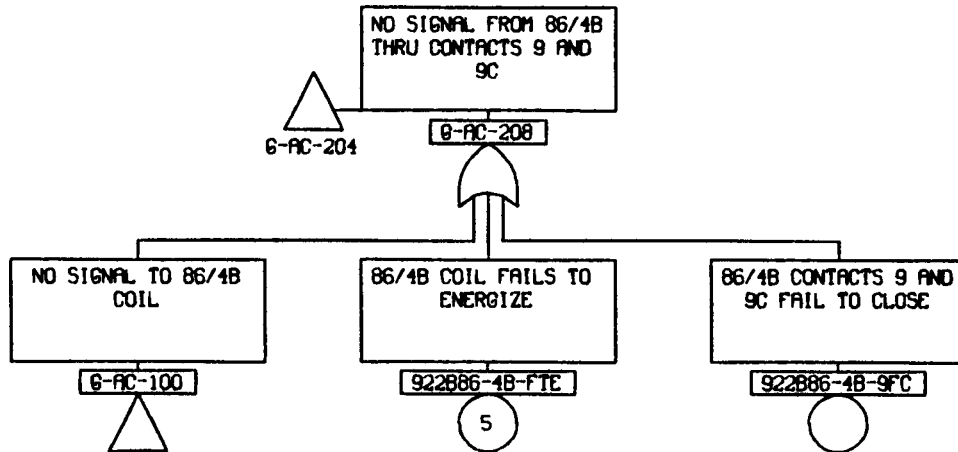 NO SIGNAL FROM 86/4B
THRU CONTACTS 9 AND
9C
G-AC-204
G-AC-208
NO SIGNAL TO 86/4B
COIL
86/4B COIL FAILS TO
ENERGIZE
86/4B CONTACTS 9 AND
9C FAIL TO CLOSE
G-AC-100
922B86-4B-FTE
922B86-4B-9FC
5